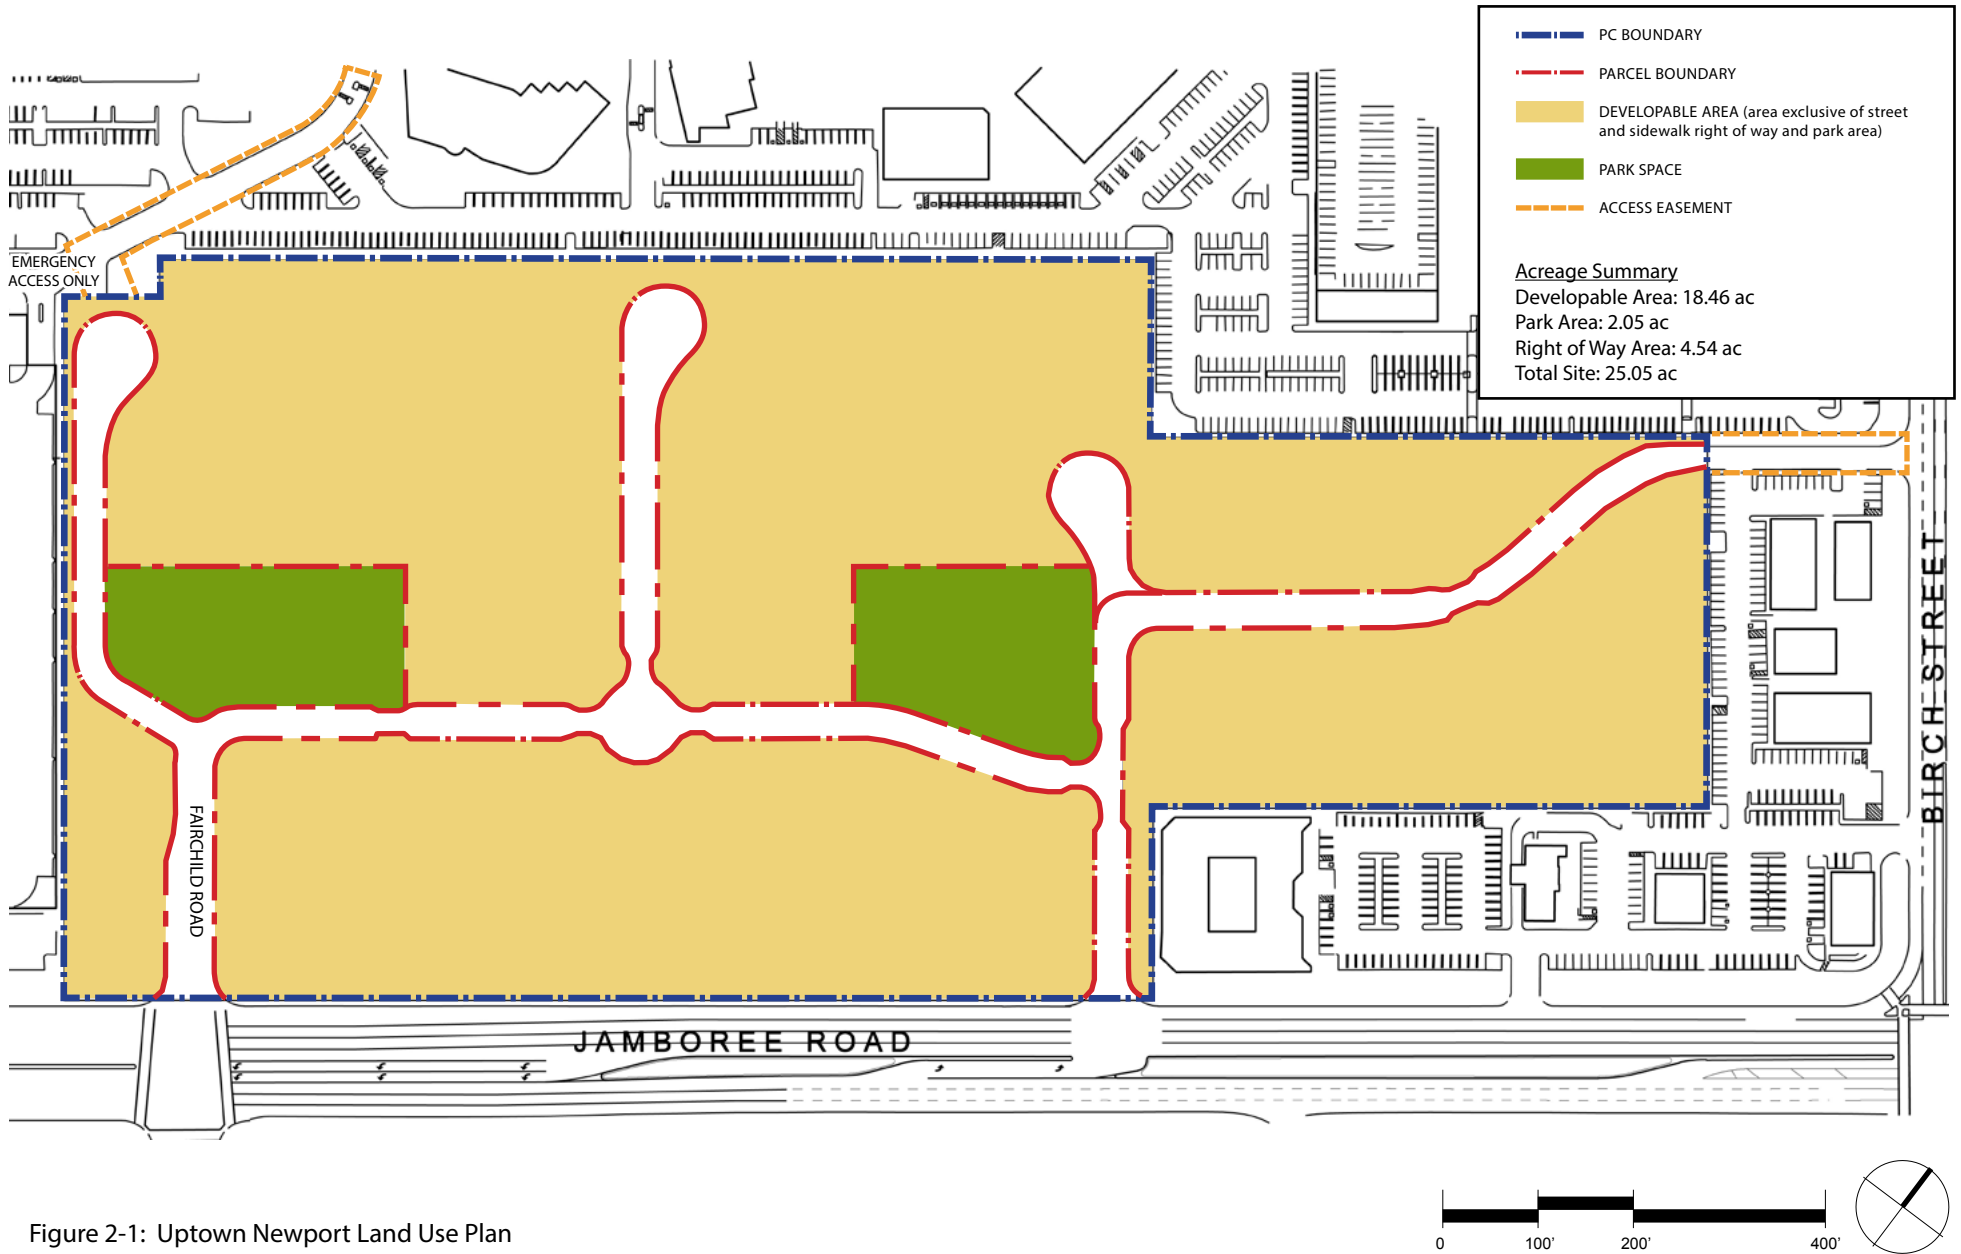 PC BOUNDARY
PARCEL BOUNDARY
DEVELOPABLE AREA (area exclusive of street
and sidewalk right of way and park area)
PARK SPACE
ACCESS EASEMENT
Acreage Summary
Developable Area: 18.46 ac
Park Area: 2.05 ac
Right of Way Area: 4.54 ac
Total Site: 25.05 ac
EMERGENCY
ACCESS ONLY
FAIRCHILD ROAD
BIRCH STREET
JAMBOREE ROAD
0 100' 200' 400'
Figure 2-1: Uptown Newport Land Use Plan